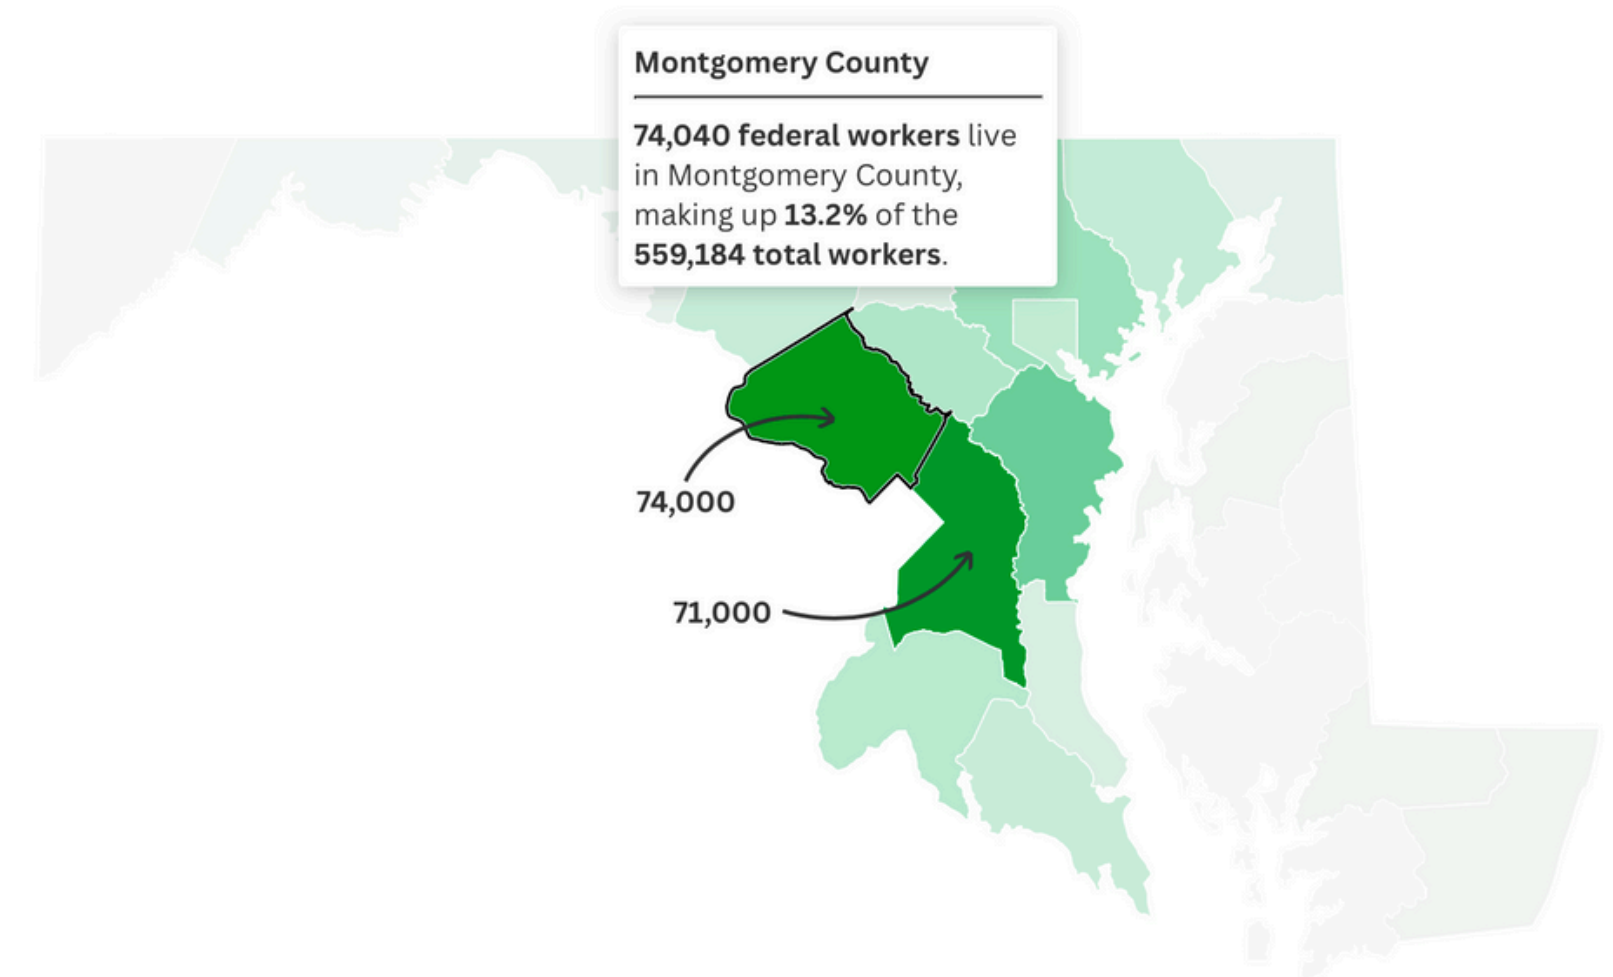 Montgomery County
74,040 federal workers live
in Montgomery County,
making up 13.2% of the
559,184 total workers.
74,000
71,000